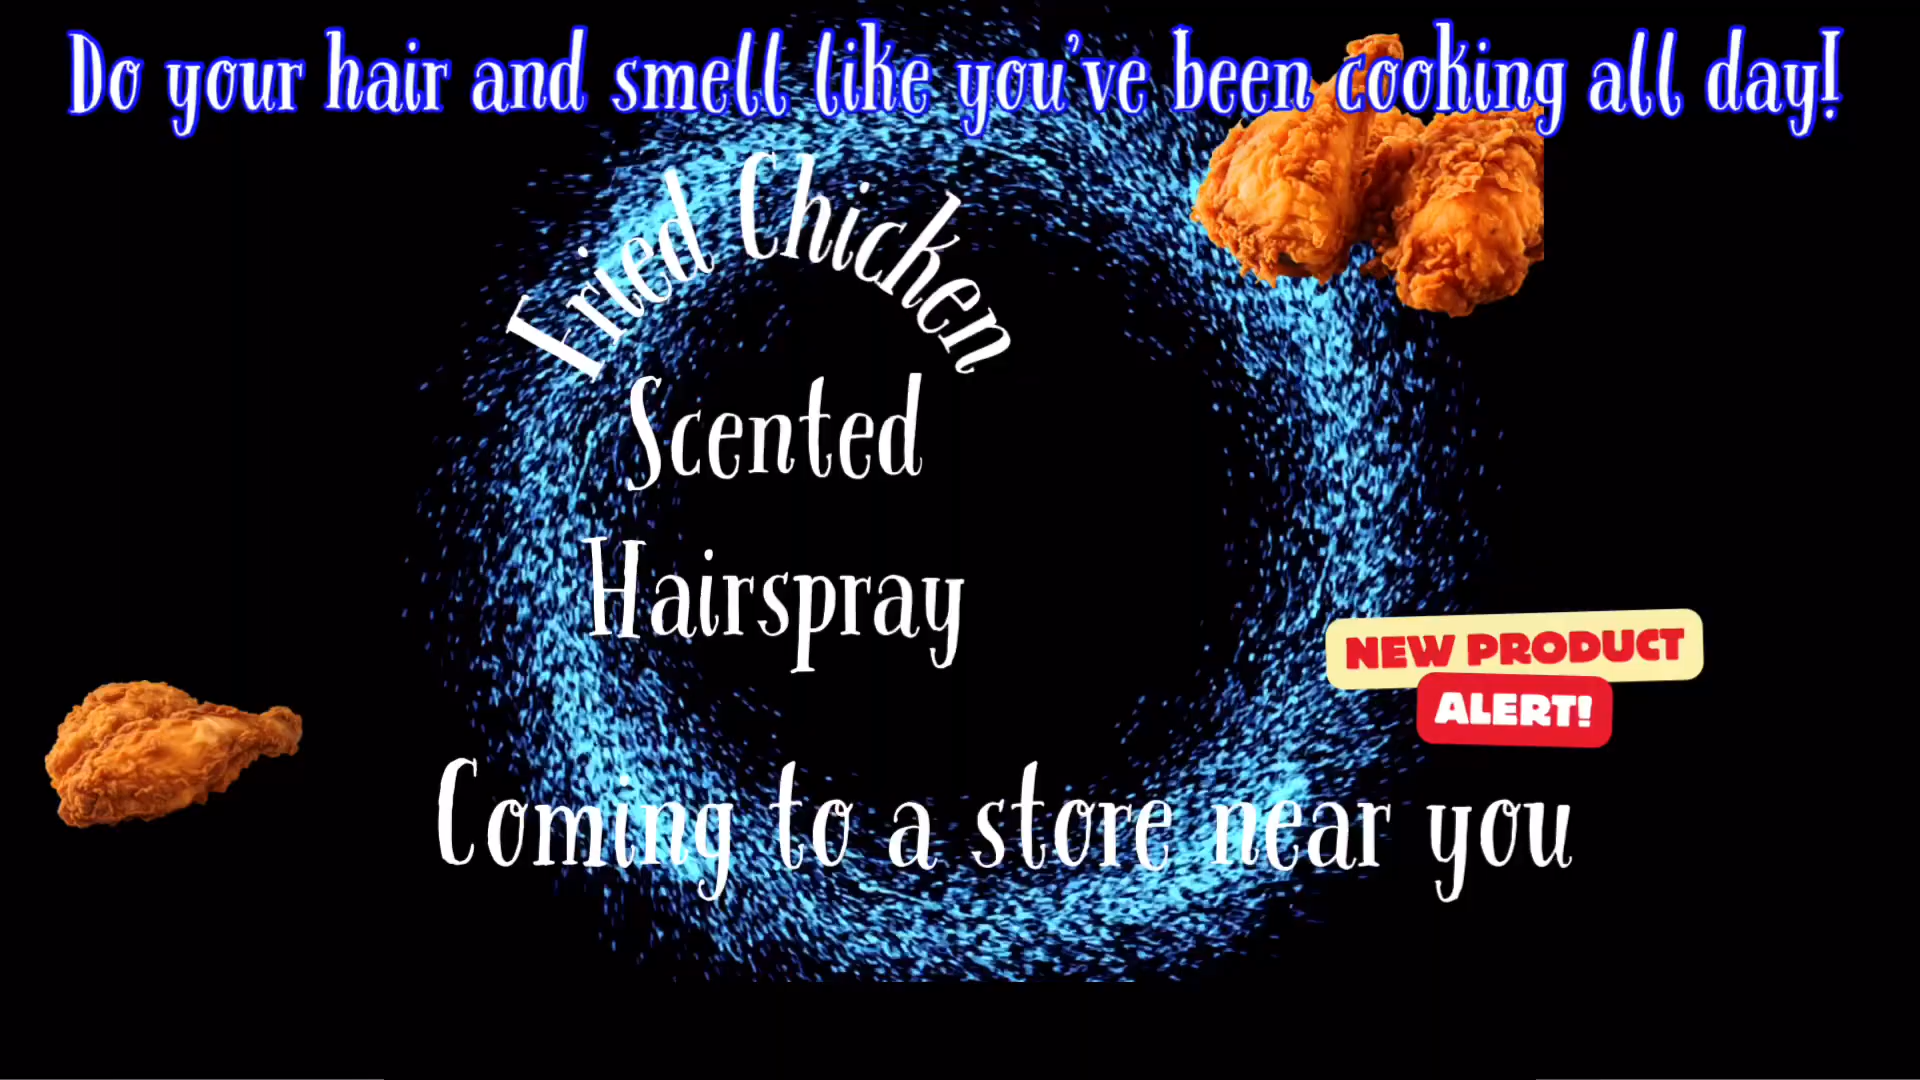 Do your hair and smell like you've been cooking all day!
Fried Chicken
Scented
Hairspray
NEW PRODUCT
ALERT!
Coming to a store near you